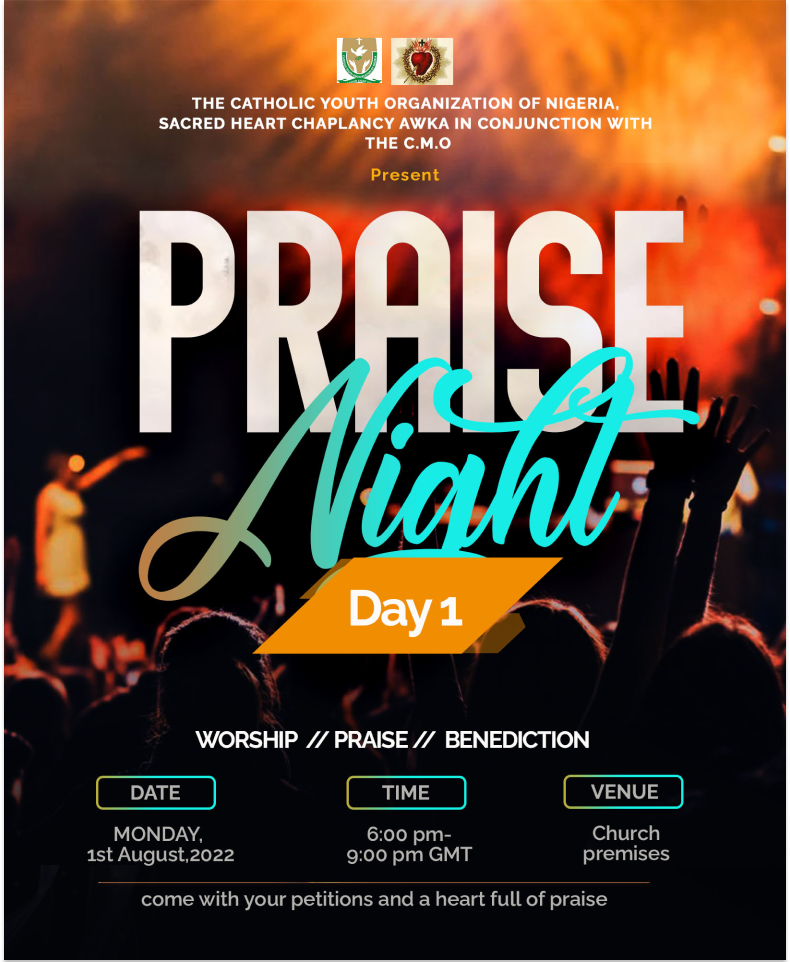 THE CATHOLIC YOUTH ORGANIZATION OF NIGERIA,
SACRED HEART CHAPLANCY AWKA IN CONJUNCTION WITH
THE C.M.O
Present
PRAISE
Night
Day 1
WORSHIP // PRAISE // BENEDICTION
DATE
MONDAY,
1st August,2022
TIME
6:00 pm-
9:00 pm GMT
VENUE
Church
premises
come with your petitions and a heart full of praise